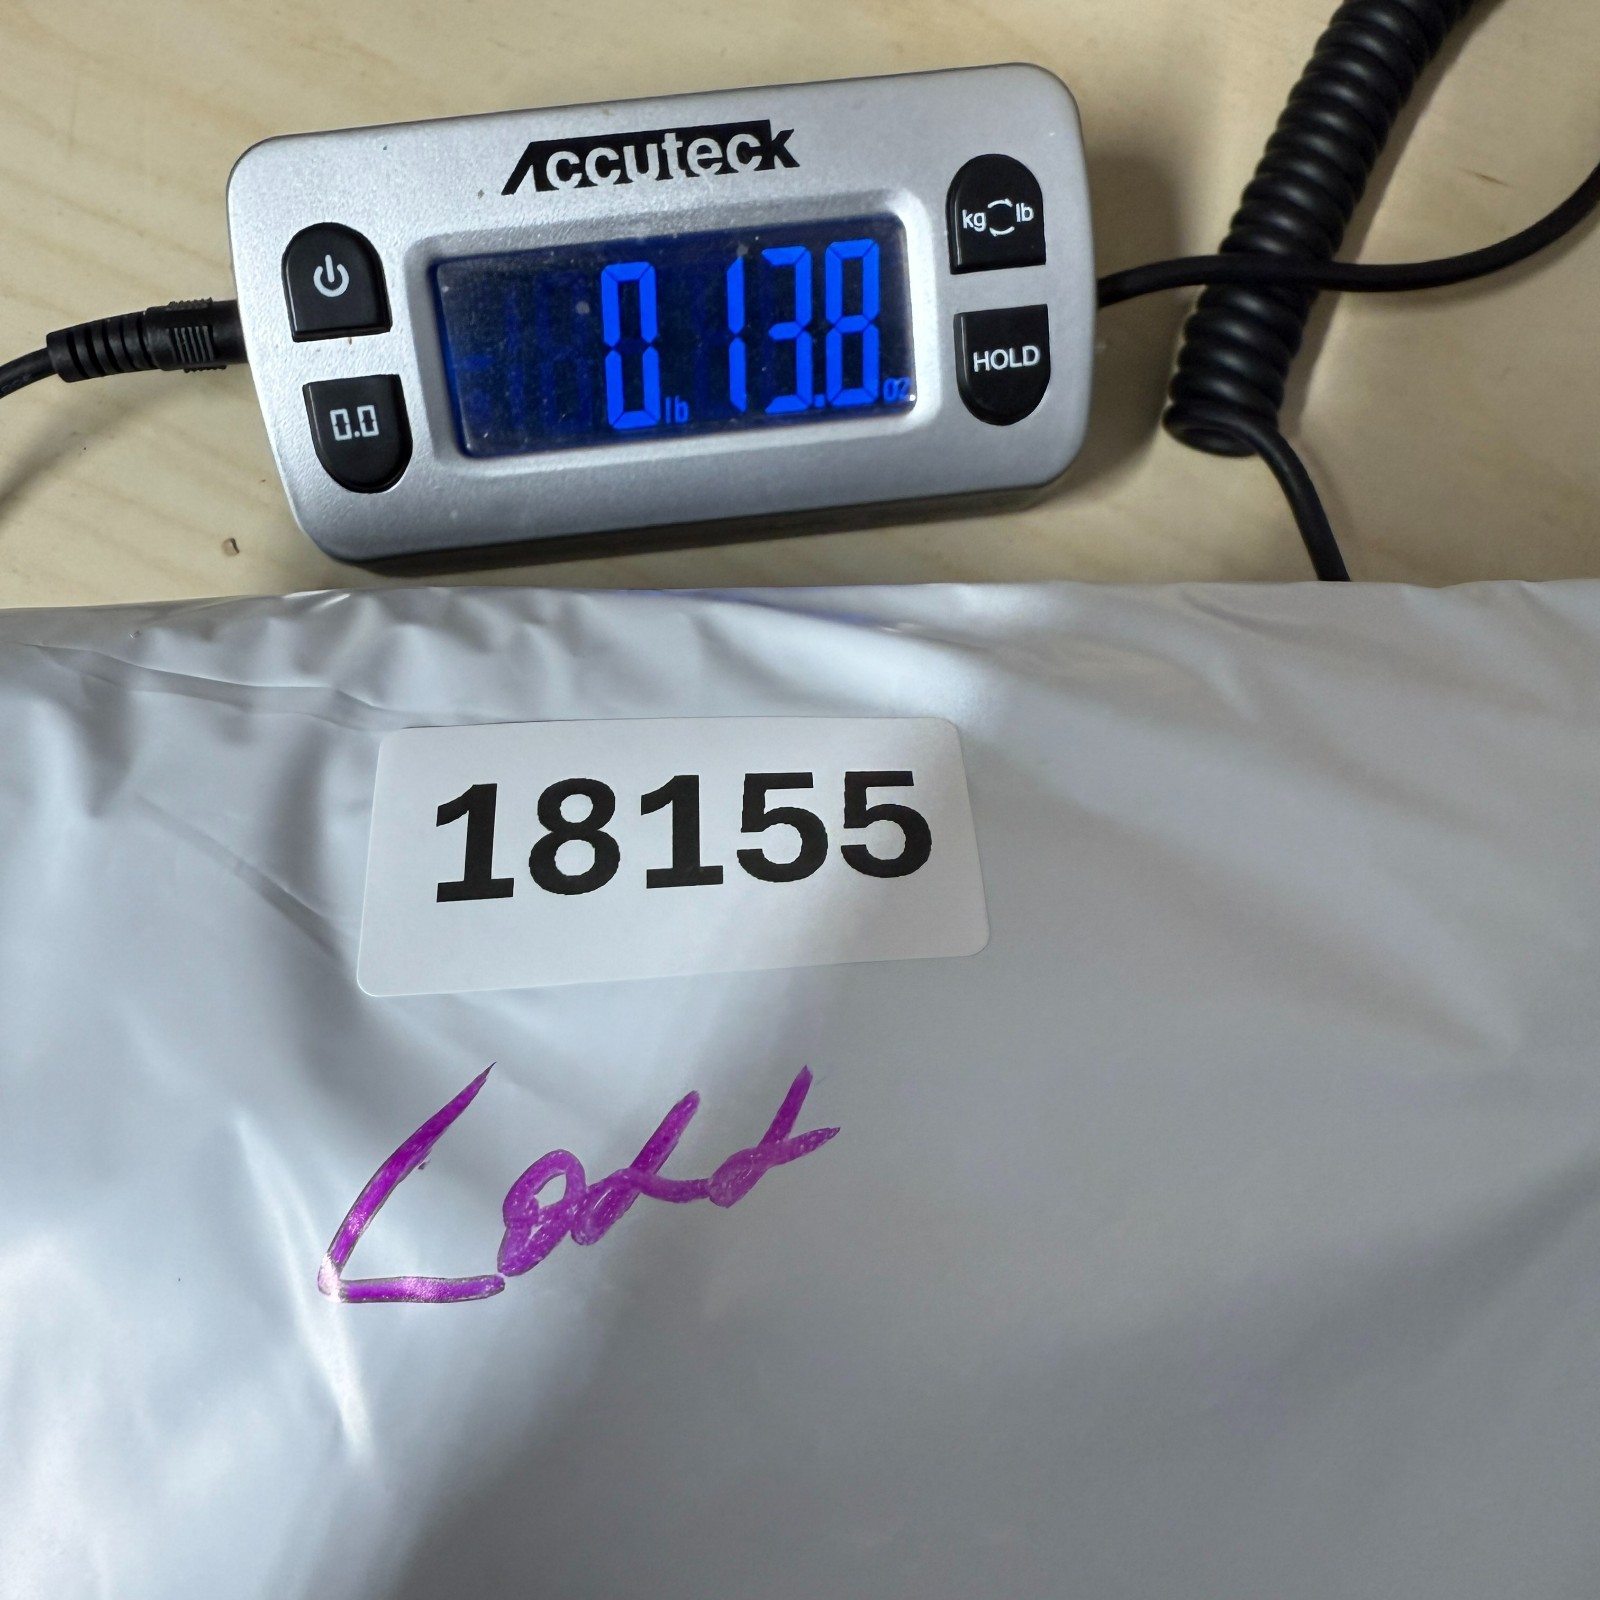 Accuteck
kg lb
0 lb 13.8 oz
HOLD
0.0
18155